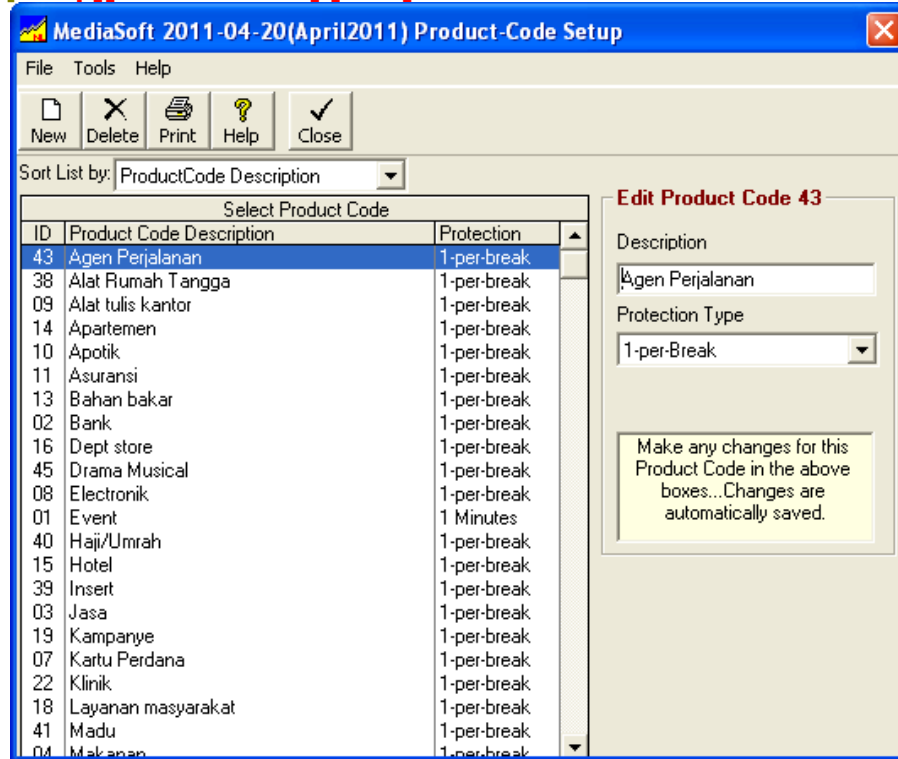 MediaSoft 2011-04-20(April2011) Product-Code Setup
File Tools Help
New Delete Print Help Close
Sort List by: ProductCode Description
Select Product Code
ID Product Code Description Protection
43 Agen Perjalanan 1-per-break
38 Alat Rumah Tangga 1-per-break
09 Alat tulis kantor 1-per-break
14 Apartemen 1-per-break
10 Apotik 1-per-break
11 Asuransi 1-per-break
13 Bahan bakar 1-per-break
02 Bank 1-per-break
16 Dept store 1-per-break
45 Drama Musical 1-per-break
08 Electronik 1-per-break
01 Event 1 Minutes
40 Haji/Umrah 1-per-break
15 Hotel 1-per-break
39 Insert 1-per-break
03 Jasa 1-per-break
19 Kampanye 1-per-break
07 Kartu Perdana 1-per-break
22 Klinik 1-per-break
18 Layanan masyarakat 1-per-break
41 Madu 1-per-break
04 Makanan 1-per-break
Edit Product Code 43
Description
Agen Perjalanan
Protection Type
1-per-Break
Make any changes for this
Product Code in the above
boxes...Changes are
automatically saved.